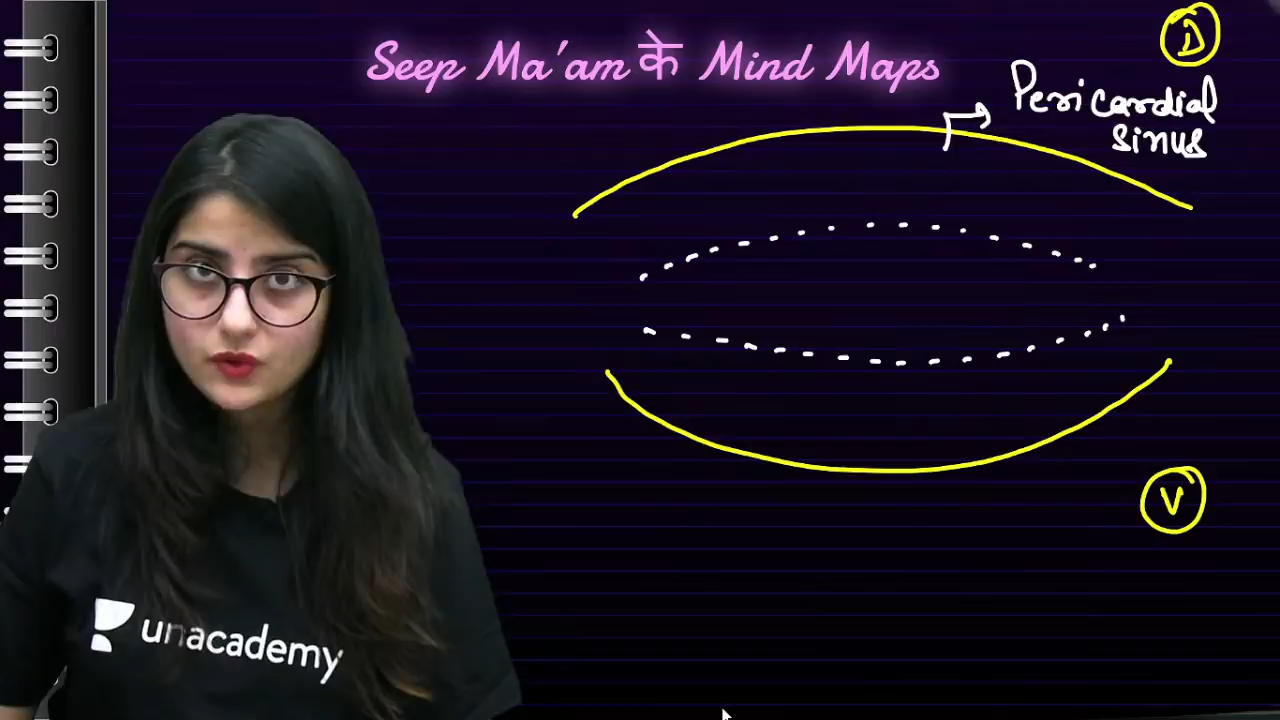 Seep Ma'am के Mind Maps
D
Pericardial
sinus
V
unacademy